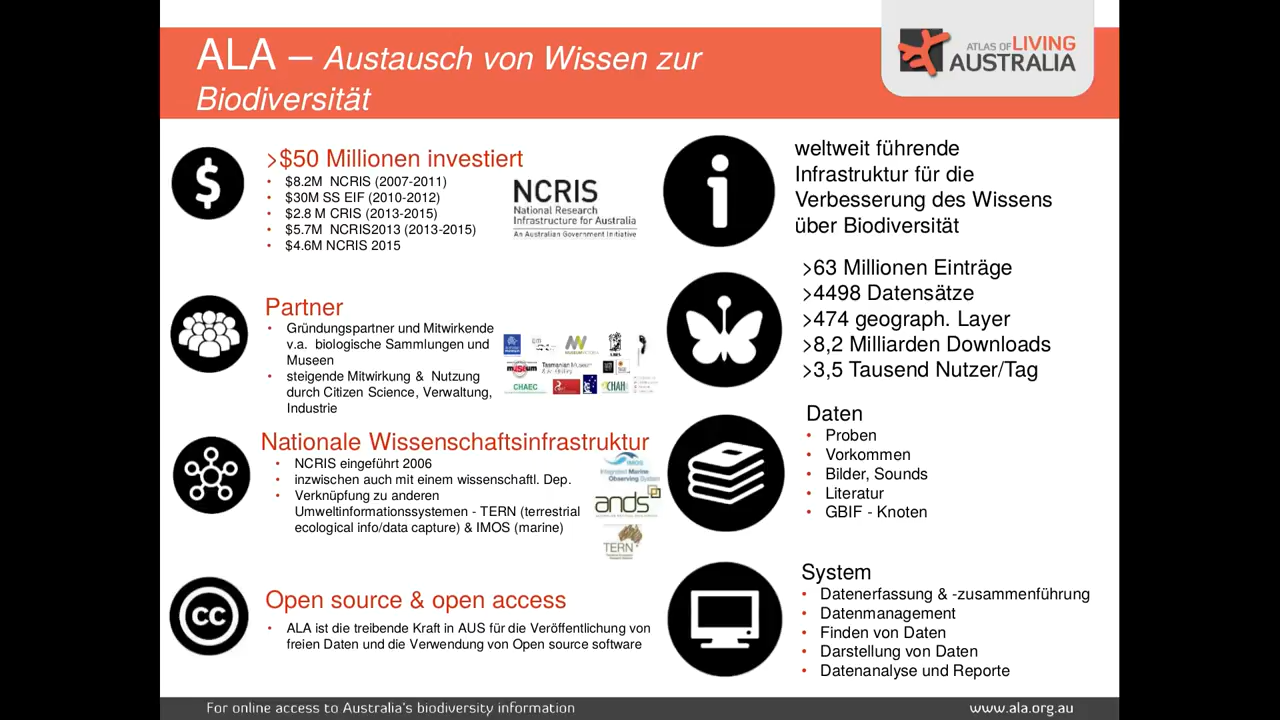 ALA – Austausch von Wissen zur
Biodiversität
ATLAS OF LIVING
AUSTRALIA
>$50 Millionen investiert
• $8.2M NCRIS (2007-2011)
• $30M SS EIF (2010-2012)
• $2.8 M CRIS (2013-2015)
• $5.7M NCRIS2013 (2013-2015)
• $4.6M NCRIS 2015
NCRIS
National Research
Infrastructure for Australia
An Australian Government Initiative
Partner
• Gründungspartner und Mitwirkende
v.a. biologische Sammlungen und
Museen
• steigende Mitwirkung & Nutzung
durch Citizen Science, Verwaltung,
Industrie
CHAEC
CHAH
Nationale Wissenschaftsinfrastruktur
• NCRIS eingeführt 2006
• inzwischen auch mit einem wissenschaftl. Dep.
• Verknüpfung zu anderen
Umweltinformationssystemen - TERN (terrestrial
ecological info/data capture) & IMOS (marine)
IMOS
Integrated Marine
Observing System
ands
TERN
Open source & open access
cc
• ALA ist die treibende Kraft in AUS für die Veröffentlichung von
freien Daten und die Verwendung von Open source software
weltweit führende
Infrastruktur für die
Verbesserung des Wissens
über Biodiversität
>63 Millionen Einträge
>4498 Datensätze
>474 geograph. Layer
>8,2 Milliarden Downloads
>3,5 Tausend Nutzer/Tag
Daten
• Proben
• Vorkommen
• Bilder, Sounds
• Literatur
• GBIF - Knoten
System
• Datenerfassung & -zusammenführung
• Datenmanagement
• Finden von Daten
• Darstellung von Daten
• Datenanalyse und Reporte
For online access to Australia's biodiversity information
www.ala.org.au